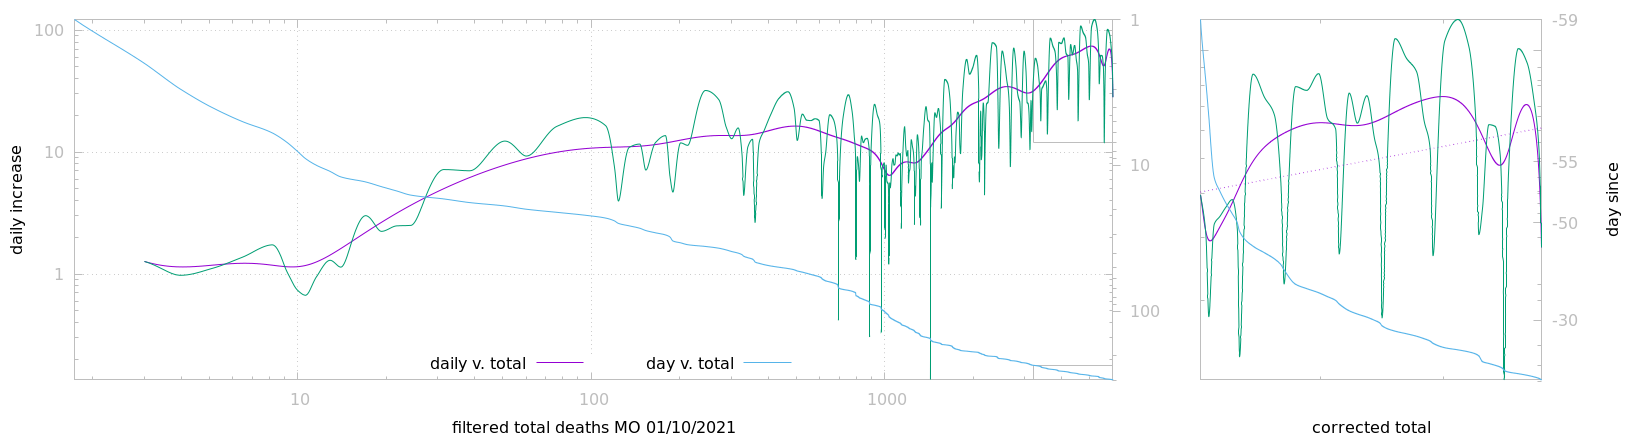 100
10
1
daily increase
daily v. total
day v. total
10
100
1000
filtered total deaths MO 01/10/2021
1
10
100
-59
-55
-50
-30
day since
corrected total